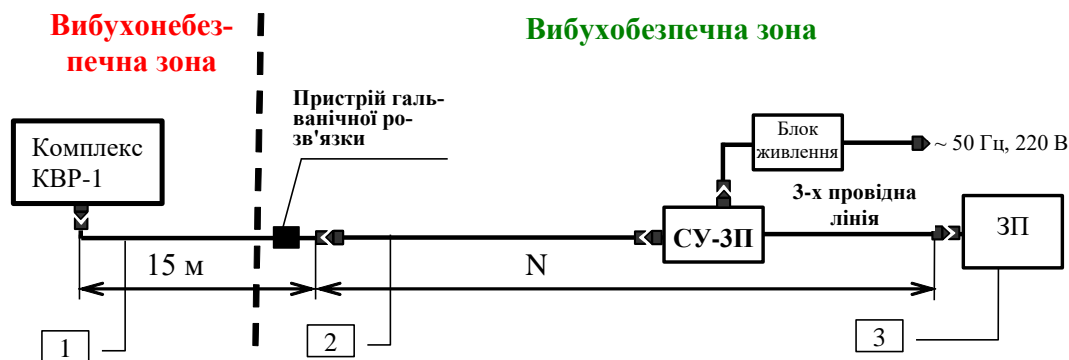 Вибухонебез-
печна зона
Вибухобезпечна зона
Пристрій галь-
ванічної ро-
зв'язки
Комплекс
КВР-1
Блок
живлення
~ 50 Гц, 220 В
3-х провідна
лінія
СУ-ЗП
ЗП
15 м
N
1
2
3